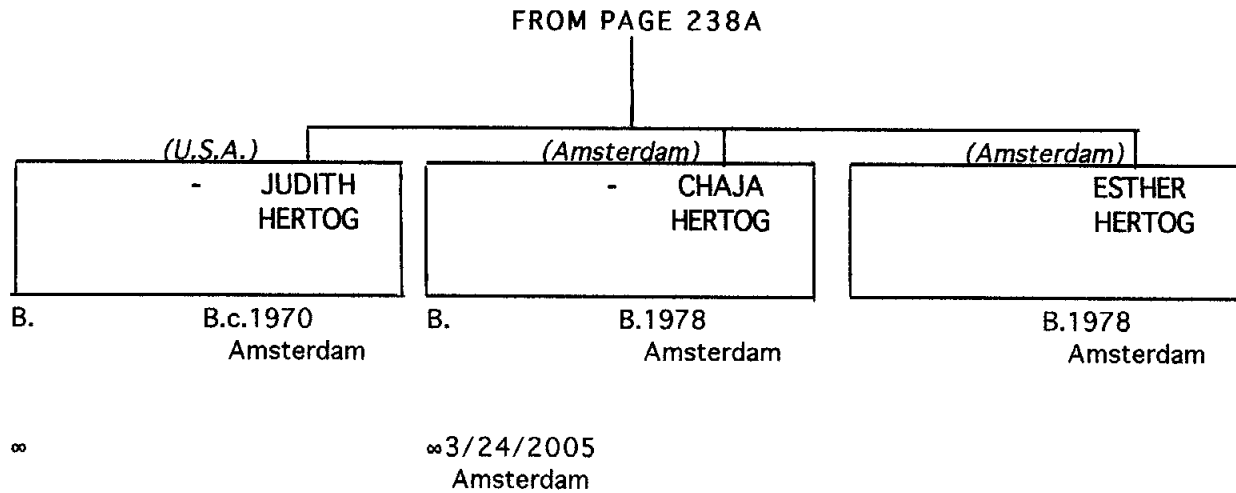 FROM PAGE 238A
(U.S.A.) (Amsterdam) (Amsterdam)
- JUDITH - CHAJA ESTHER
HERTOG HERTOG HERTOG
B. B.c.1970 B. B.1978 B.1978
Amsterdam Amsterdam Amsterdam
∞ ∞3/24/2005
Amsterdam